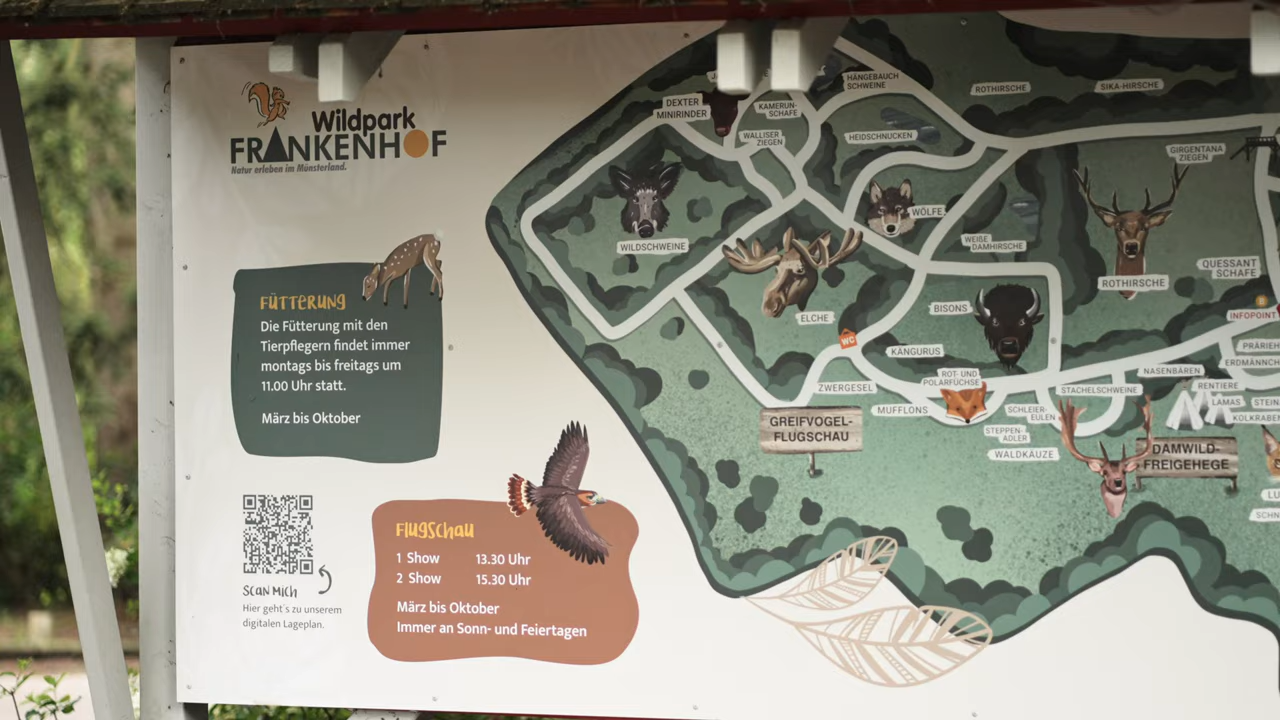 Wildpark
FRANKENHOF
Natur erleben im Münsterland.
FÜTTERUNG
Die Fütterung mit den
Tierpflegern findet immer
montags bis freitags um
11.00 Uhr statt.
März bis Oktober
SCAN MICH
Hier geht´s zu unserem
digitalen Lageplan.
FLUGSCHAU
1 Show 13.30 Uhr
2 Show 15.30 Uhr
März bis Oktober
Immer an Sonn- und Feiertagen
DEXTER
MINIRINDER
KAMERUN-
SCHAFE
WALLISER
ZIEGEN
HÄNGEBAUCH
SCHWEINE
HEIDSCHNUCKEN
ROTHIRSCHE
SIKA-HIRSCHE
GIRGENTANA
ZIEGEN
WILDSCHWEINE
WÖLFE
WEIßE
DAMHIRSCHE
ROTHIRSCHE
QUESSANT
SCHAFE
ELCHE
BISONS
INFOPOINT
WC
KÄNGURUS
ROT- UND
POLARFÜCHSE
ZWERGESEL
MUFFLONS
SCHLEIER-
EULEN
STEPPEN-
ADLER
WALDKÄUZE
STACHELSCHWEINE
NASENBÄREN
RENTIERE
LAMAS
GREIFVOGEL-
FLUGSCHAU
DAMWILD-
FREIGEHEGE